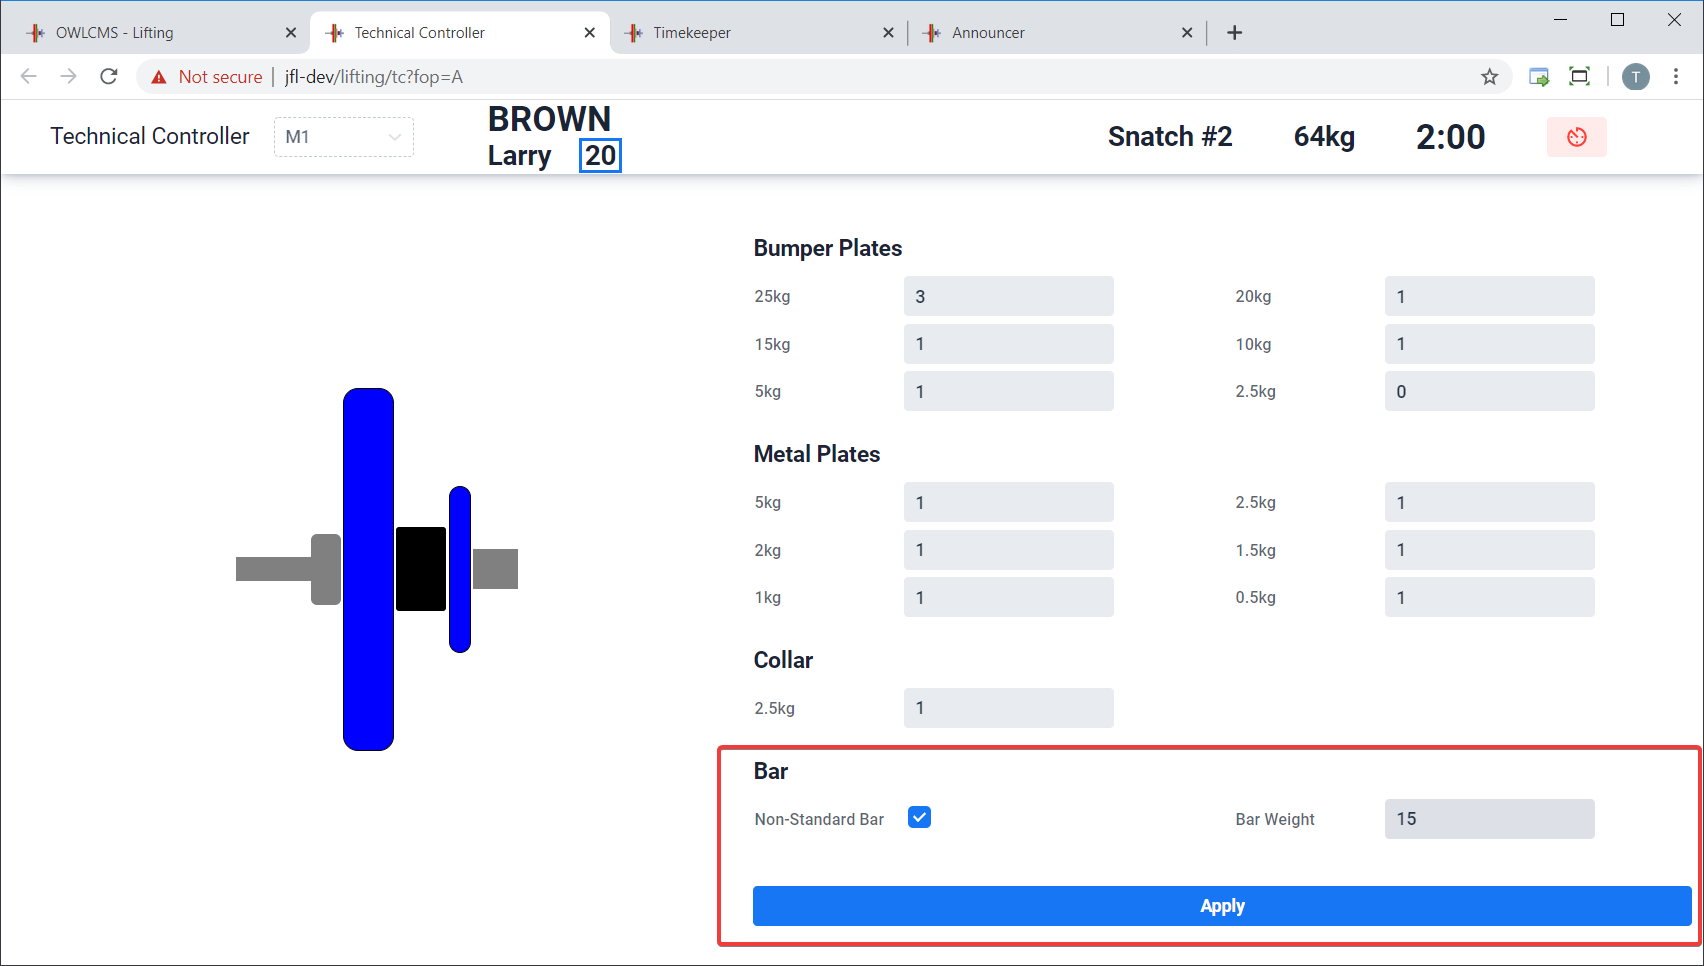 OWLCMS - Lifting
Technical Controller
Timekeeper
Announcer
Not secure | jfl-dev/lifting/tc?fop=A
T
Technical Controller
M1
BROWN
Larry 20
Snatch #2
64kg
2:00
Bumper Plates
25kg 3 20kg 1
15kg 1 10kg 1
5kg 1 2.5kg 0
Metal Plates
5kg 1 2.5kg 1
2kg 1 1.5kg 1
1kg 1 0.5kg 1
Collar
2.5kg 1
Bar
Non-Standard Bar Bar Weight 15
Apply